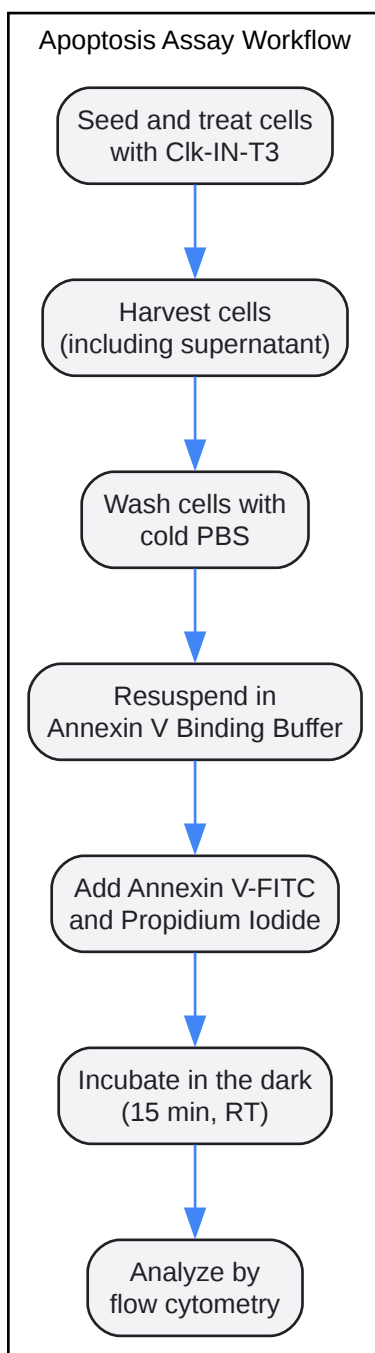 Apoptosis Assay Workflow
Seed and treat cells
with Clk-IN-T3
Harvest cells
(including supernatant)
Wash cells with
cold PBS
Resuspend in
Annexin V Binding Buffer
Add Annexin V-FITC
and Propidium Iodide
Incubate in the dark
(15 min, RT)
Analyze by
flow cytometry